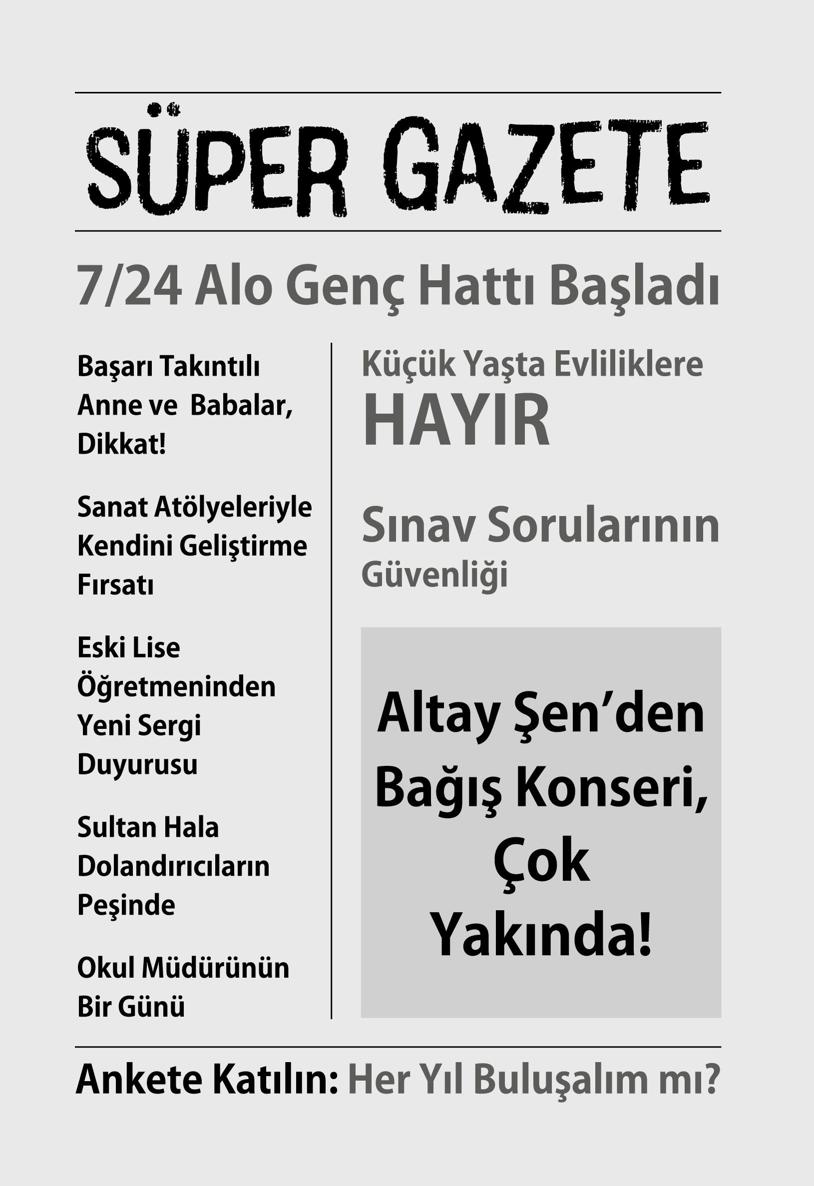 SÜPER GAZETE
7/24 Alo Genç Hattı Başladı
Başarı Takıntılı
Anne ve  Babalar,
Dikkat!
Sanat Atölyeleriyle
Kendini Geliştirme
Fırsatı
Eski Lise
Öğretmeninden
Yeni Sergi
Duyurusu
Sultan Hala
Dolandırıcıların
Peşinde
Okul Müdürünün
Bir Günü
Küçük Yaşta Evliliklere
HAYIR
Sınav Sorularının
Güvenliği
Altay Şen’den
Bağış Konseri,
Çok
Yakında!
Ankete Katılın: Her Yıl Buluşalım mı?